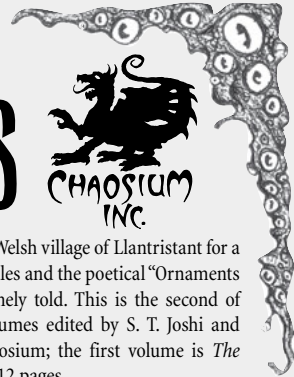 S
CHAOSIUM
INC.
Welsh village of Llantristant for a
les and the poetical “Ornaments
nely told. This is the second of
umes edited by S. T. Joshi and
osium; the first volume is The
12 pages